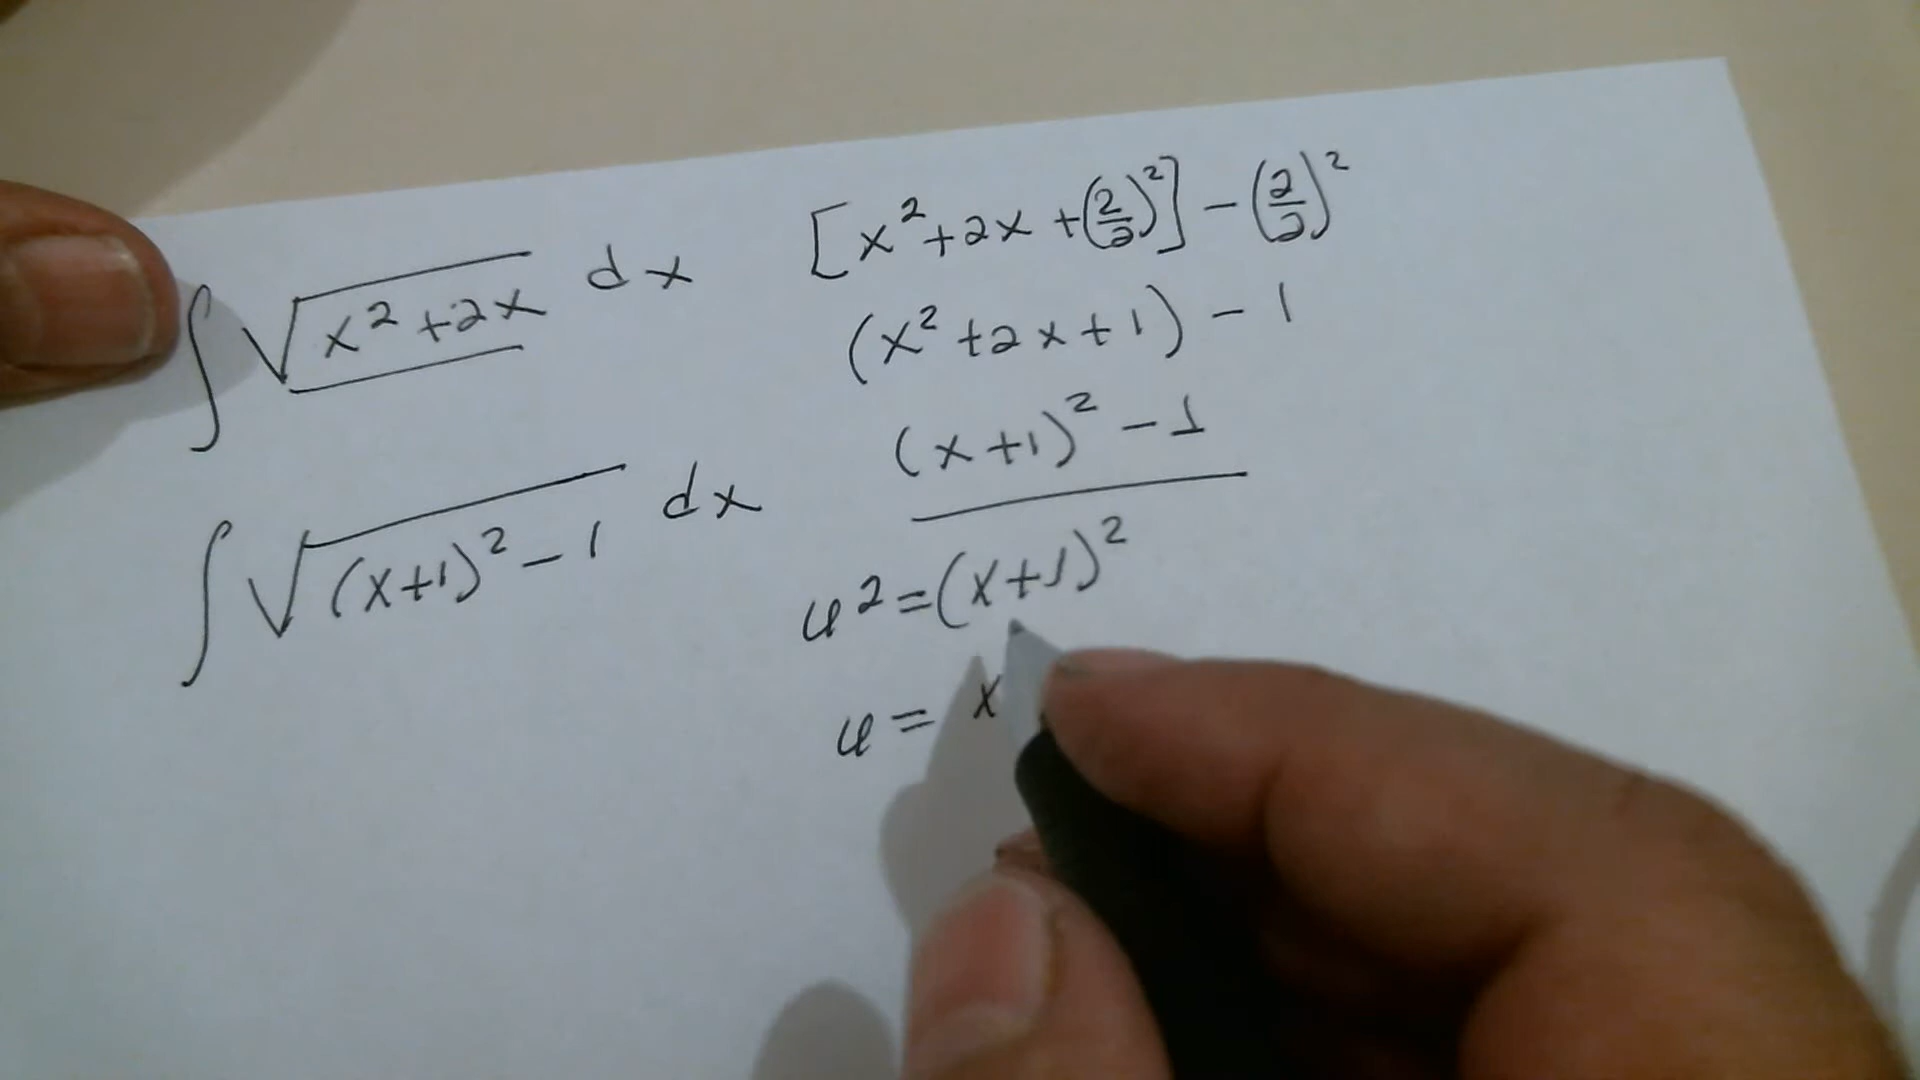 ∫ √(x² + 2x) dx
∫ √((x+1)² - 1) dx
[x² + 2x + (2/2)²] - (2/2)²
(x² + 2x + 1) - 1
(x+1)² - 1
u² = (x+1)²
u = x